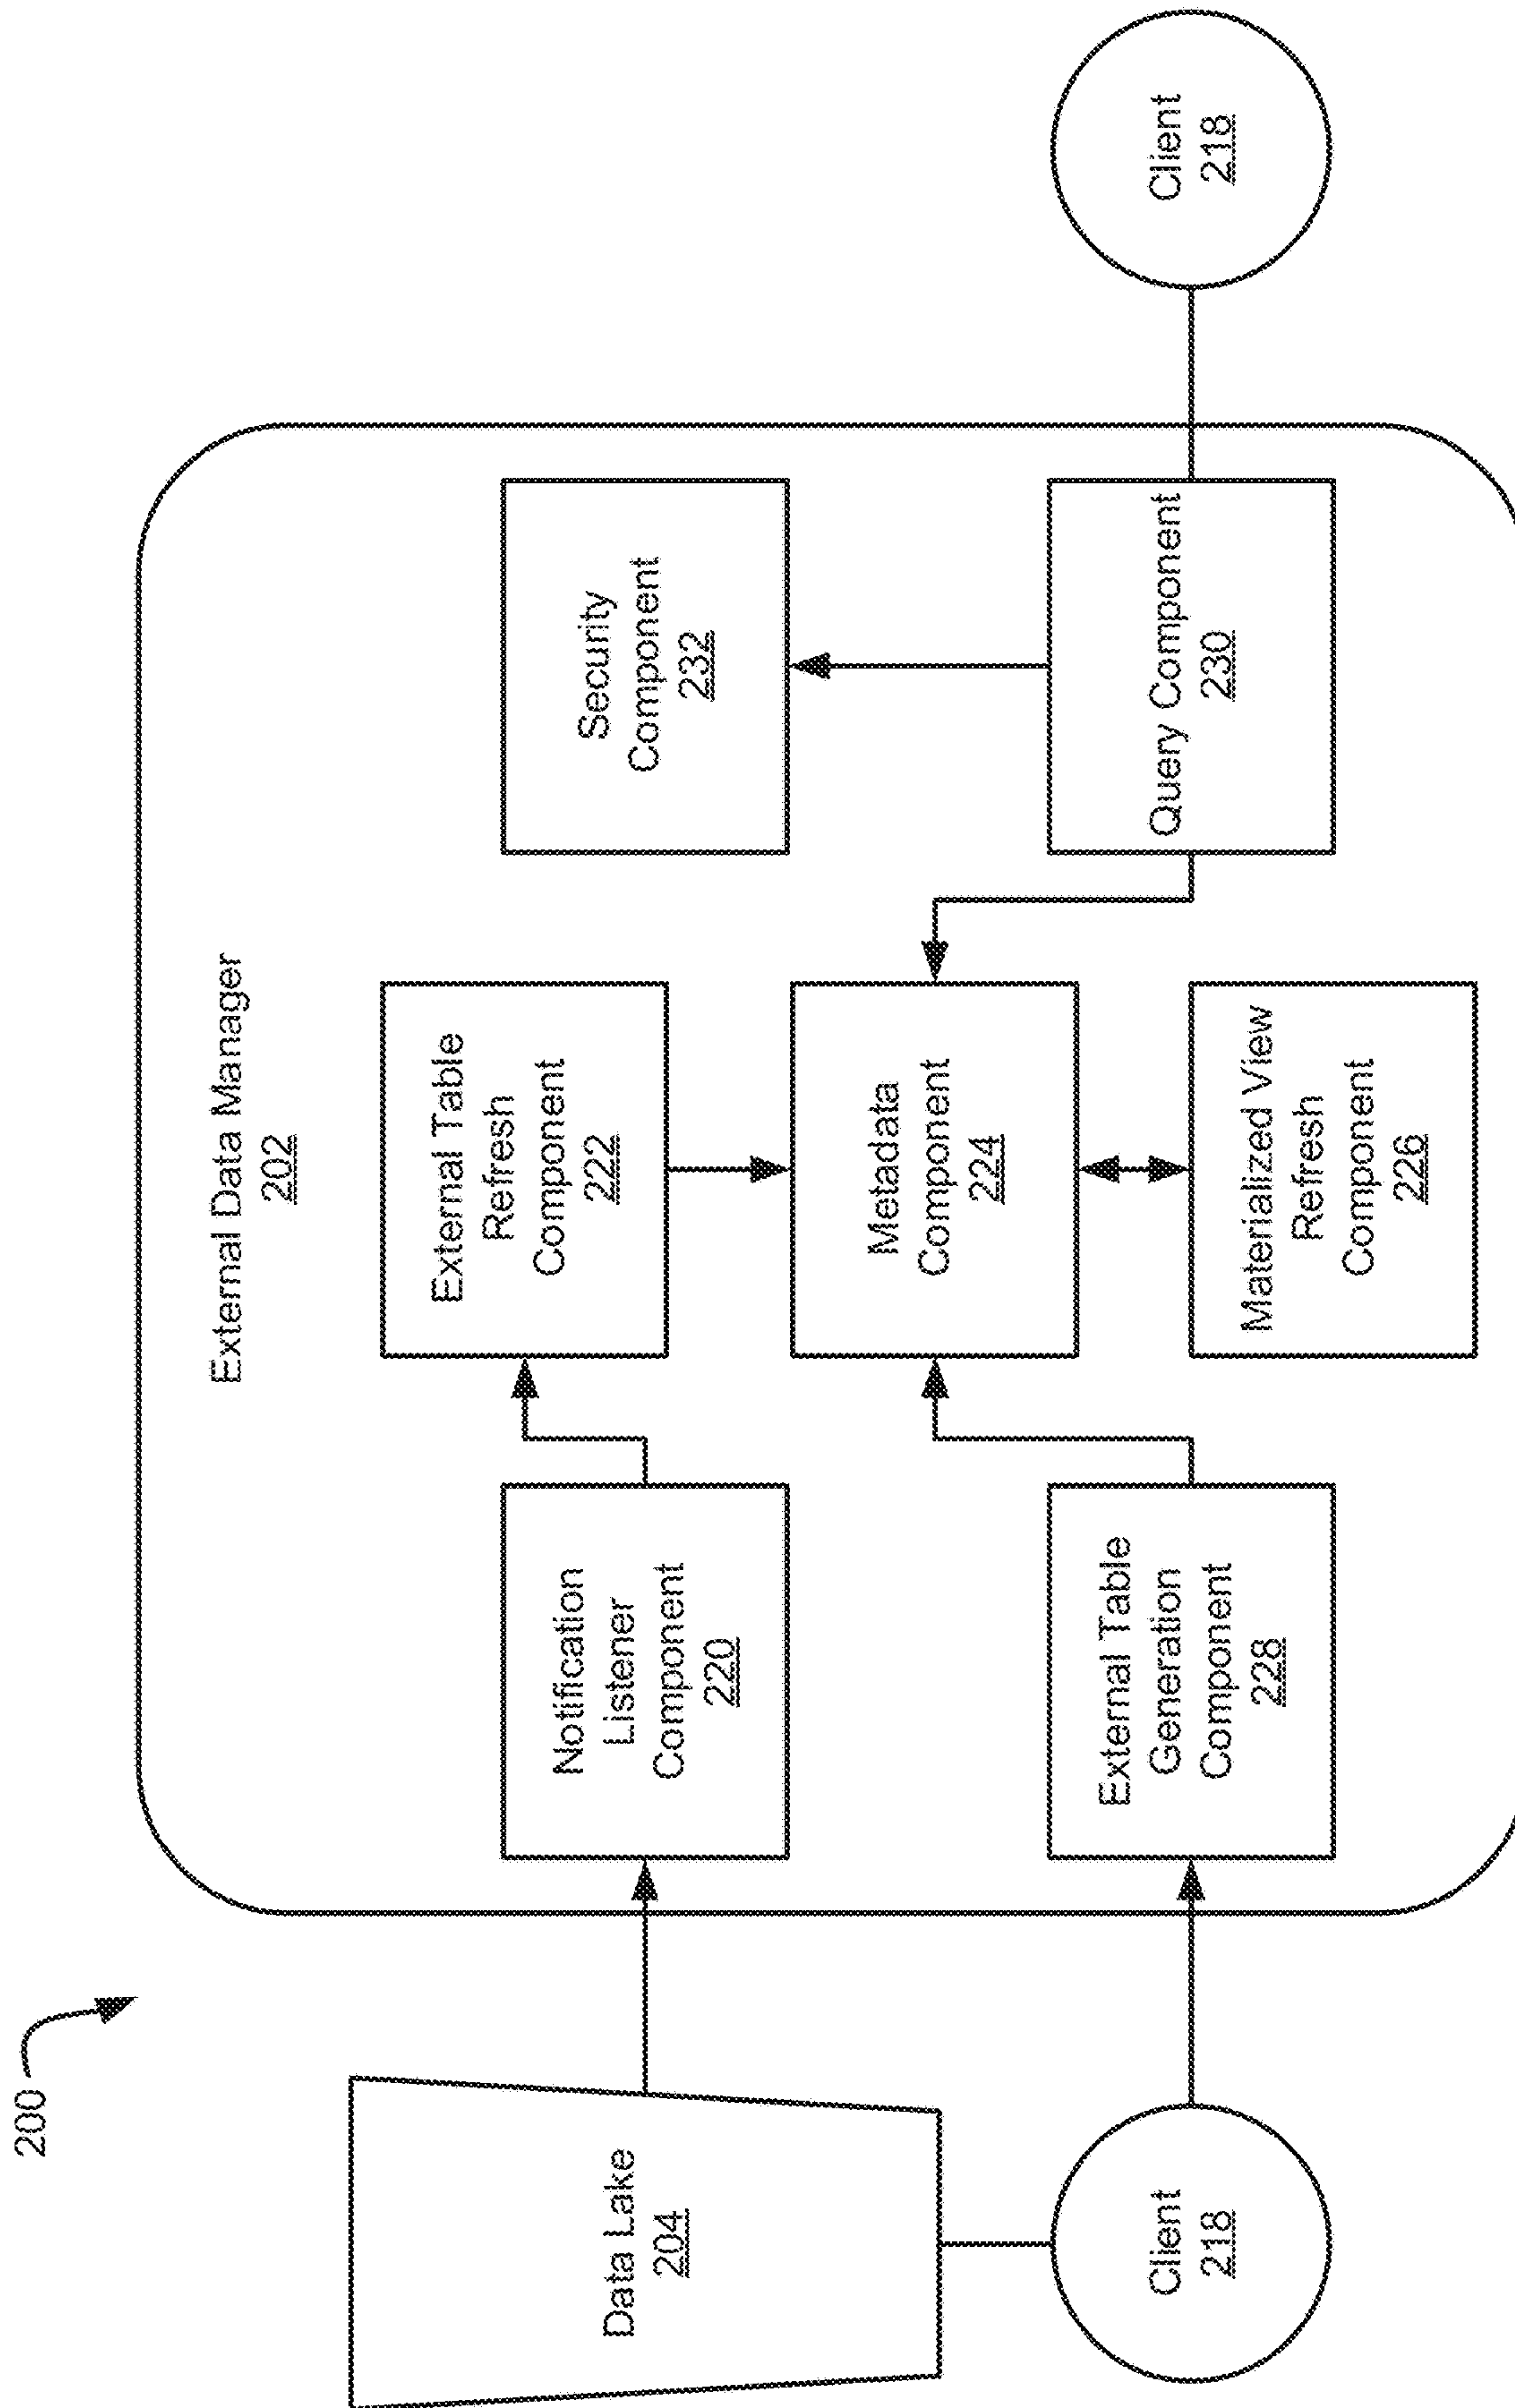 200
External Data Manager
202
Data Lake
204
Client
218
Notification
Listener
Component
220
External Table
Generation
Component
228
External Table
Refresh
Component
222
Metadata
Component
224
Materialized View
Refresh
Component
226
Security
Component
232
Query Component
230
Client
218